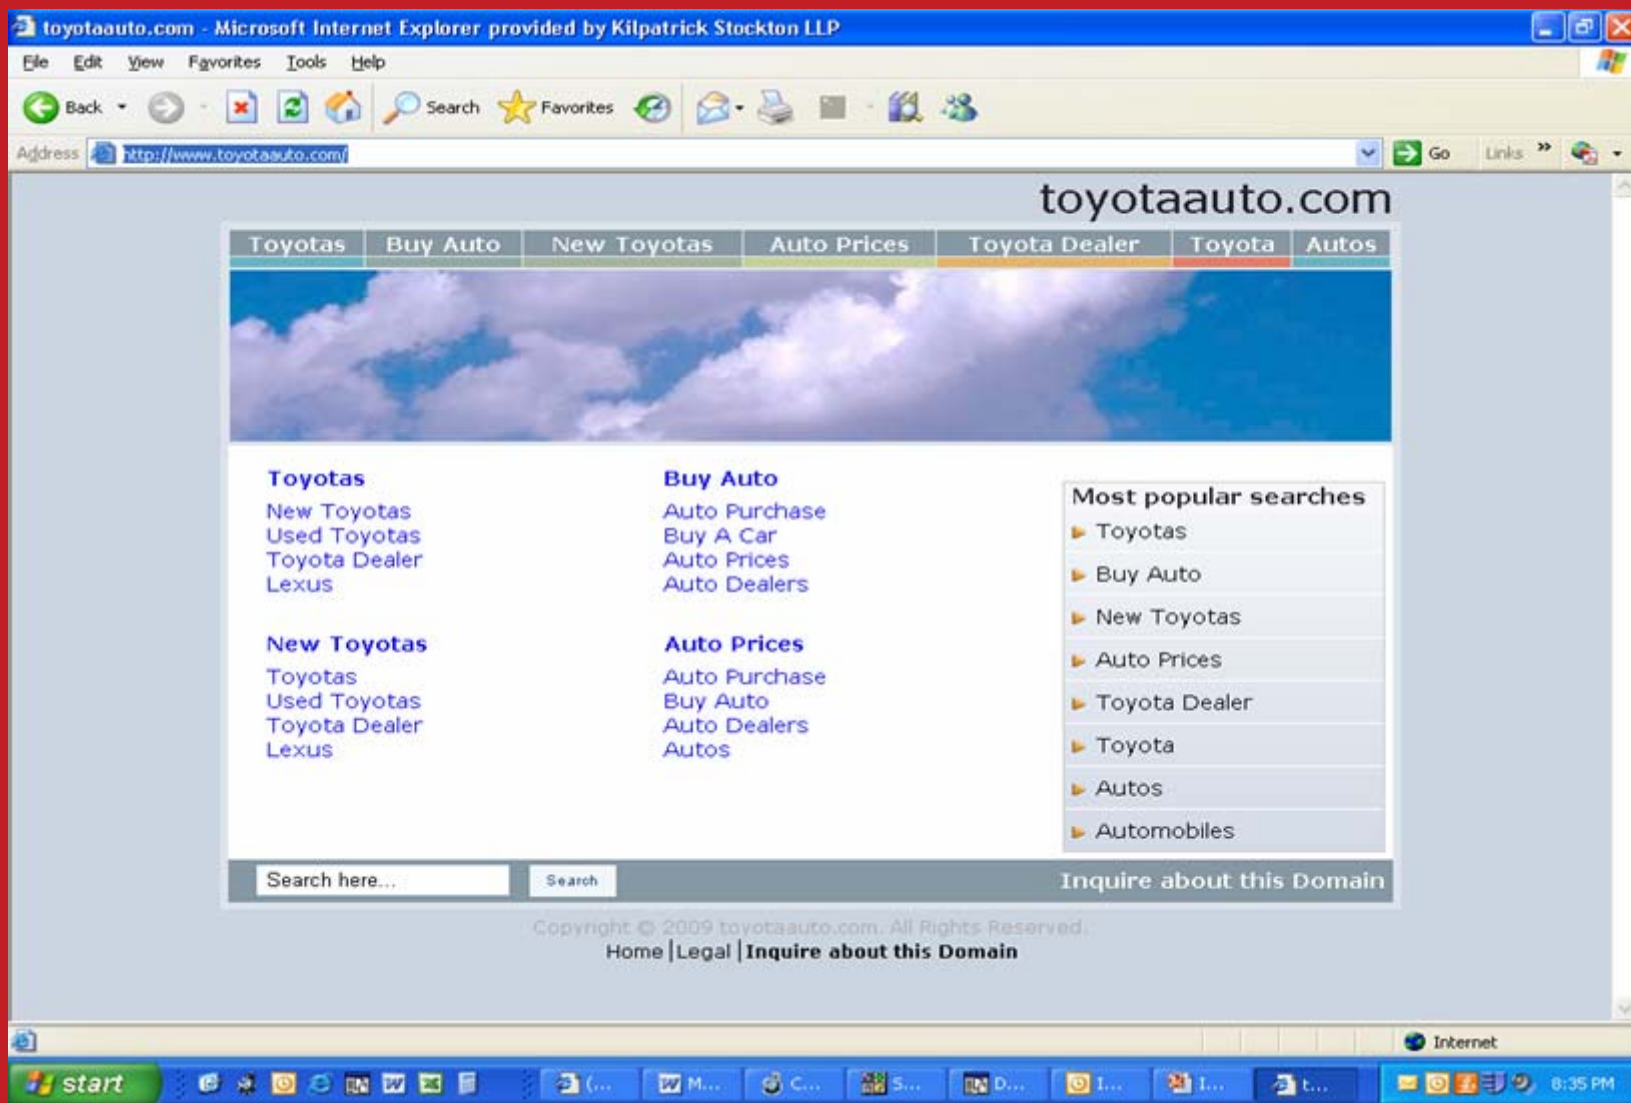 toyotaauto.com - Microsoft Internet Explorer provided by Kilpatrick Stockton LLP
File Edit View Favorites Tools Help
Back Search Favorites
Address http://www.toyotaauto.com/ Go Links »
toyotaauto.com
Toyotas Buy Auto New Toyotas Auto Prices Toyota Dealer Toyota Autos
Toyotas
New Toyotas
Used Toyotas
Toyota Dealer
Lexus
Buy Auto
Auto Purchase
Buy A Car
Auto Prices
Auto Dealers
New Toyotas
Toyotas
Used Toyotas
Toyota Dealer
Lexus
Auto Prices
Auto Purchase
Buy Auto
Auto Dealers
Autos
Most popular searches
Toyotas
Buy Auto
New Toyotas
Auto Prices
Toyota Dealer
Toyota
Autos
Automobiles
Search here... Search Inquire about this Domain
Copyright © 2009 toyotaauto.com. All Rights Reserved.
Home | Legal | Inquire about this Domain
Internet
start (... M... C... S... D... I... I... t... 8:35 PM